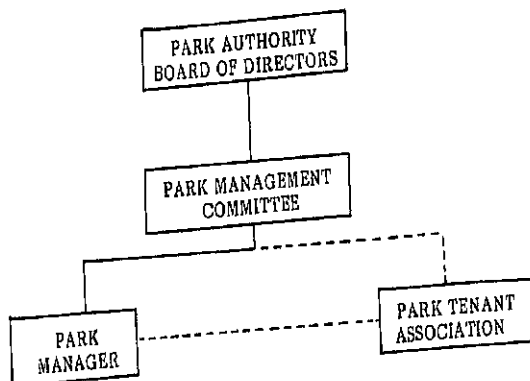 PARK AUTHORITY
BOARD OF DIRECTORS
PARK MANAGEMENT
COMMITTEE
PARK
MANAGER
PARK TENANT
ASSOCIATION